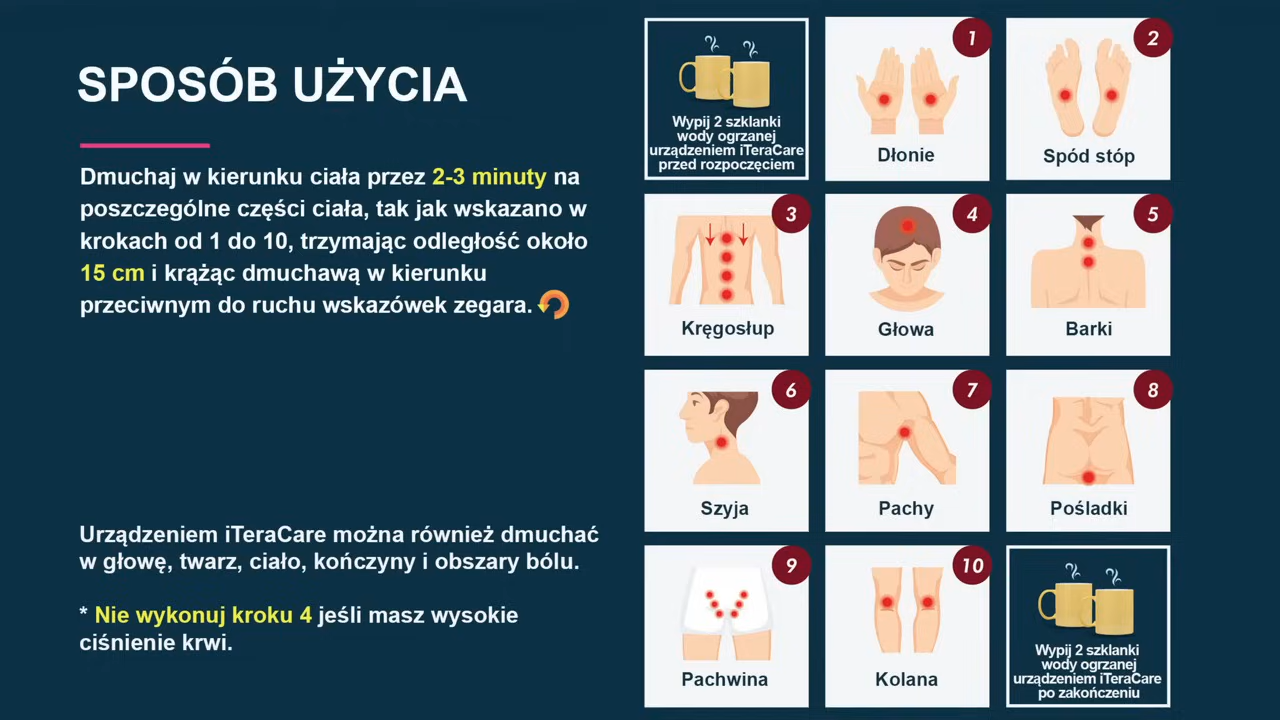 SPOSÓB UŻYCIA
Dmuchaj w kierunku ciała przez 2-3 minuty na
poszczególne części ciała, tak jak wskazano w
krokach od 1 do 10, trzymając odległość około
15 cm i krążąc dmuchawą w kierunku
przeciwnym do ruchu wskazówek zegara.
Urządzeniem iTeraCare można również dmuchać
w głowę, twarz, ciało, kończyny i obszary bólu.
* Nie wykonuj kroku 4 jeśli masz wysokie
ciśnienie krwi.
Wypij 2 szklanki
wody ogrzanej
urządzeniem iTeraCare
przed rozpoczęciem
1
Dłonie
2
Spód stóp
3
Kręgosłup
4
Głowa
5
Barki
6
Szyja
7
Pachy
8
Pośladki
9
Pachwina
10
Kolana
Wypij 2 szklanki
wody ogrzanej
urządzeniem iTeraCare
po zakończeniu